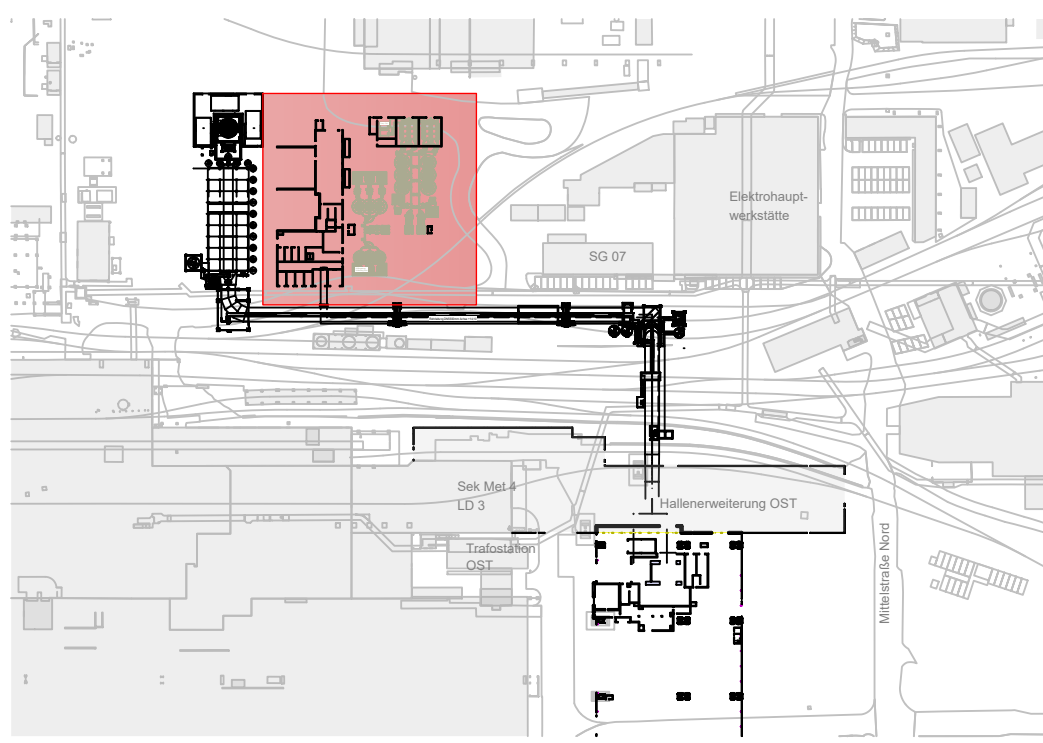 Elektrohaupt-
werkstätte
SG 07
Sek Met 4
LD 3
Hallenerweiterung OST
Trafostation
OST
Mittelstraße Nord